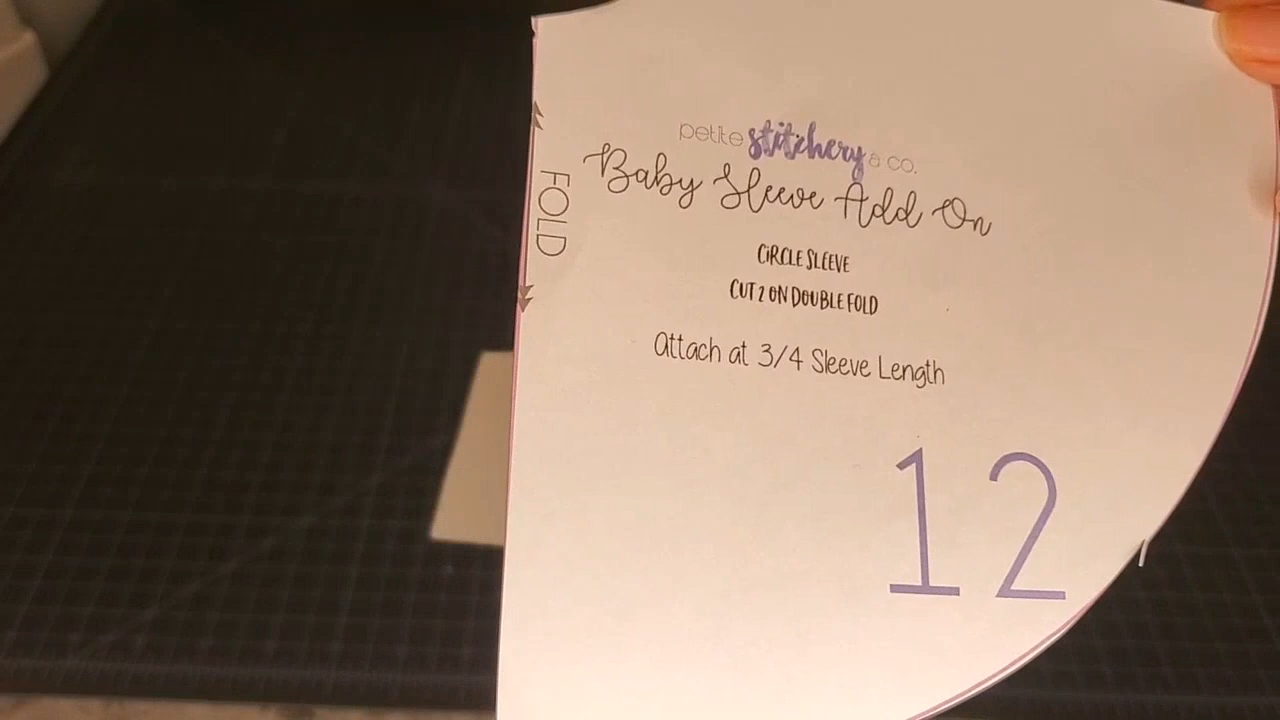 petite stitchery & co.
Baby Sleeve Add On
FOLD
CIRCLE SLEEVE
CUT 2 ON DOUBLE FOLD
Attach at 3/4 Sleeve Length
12